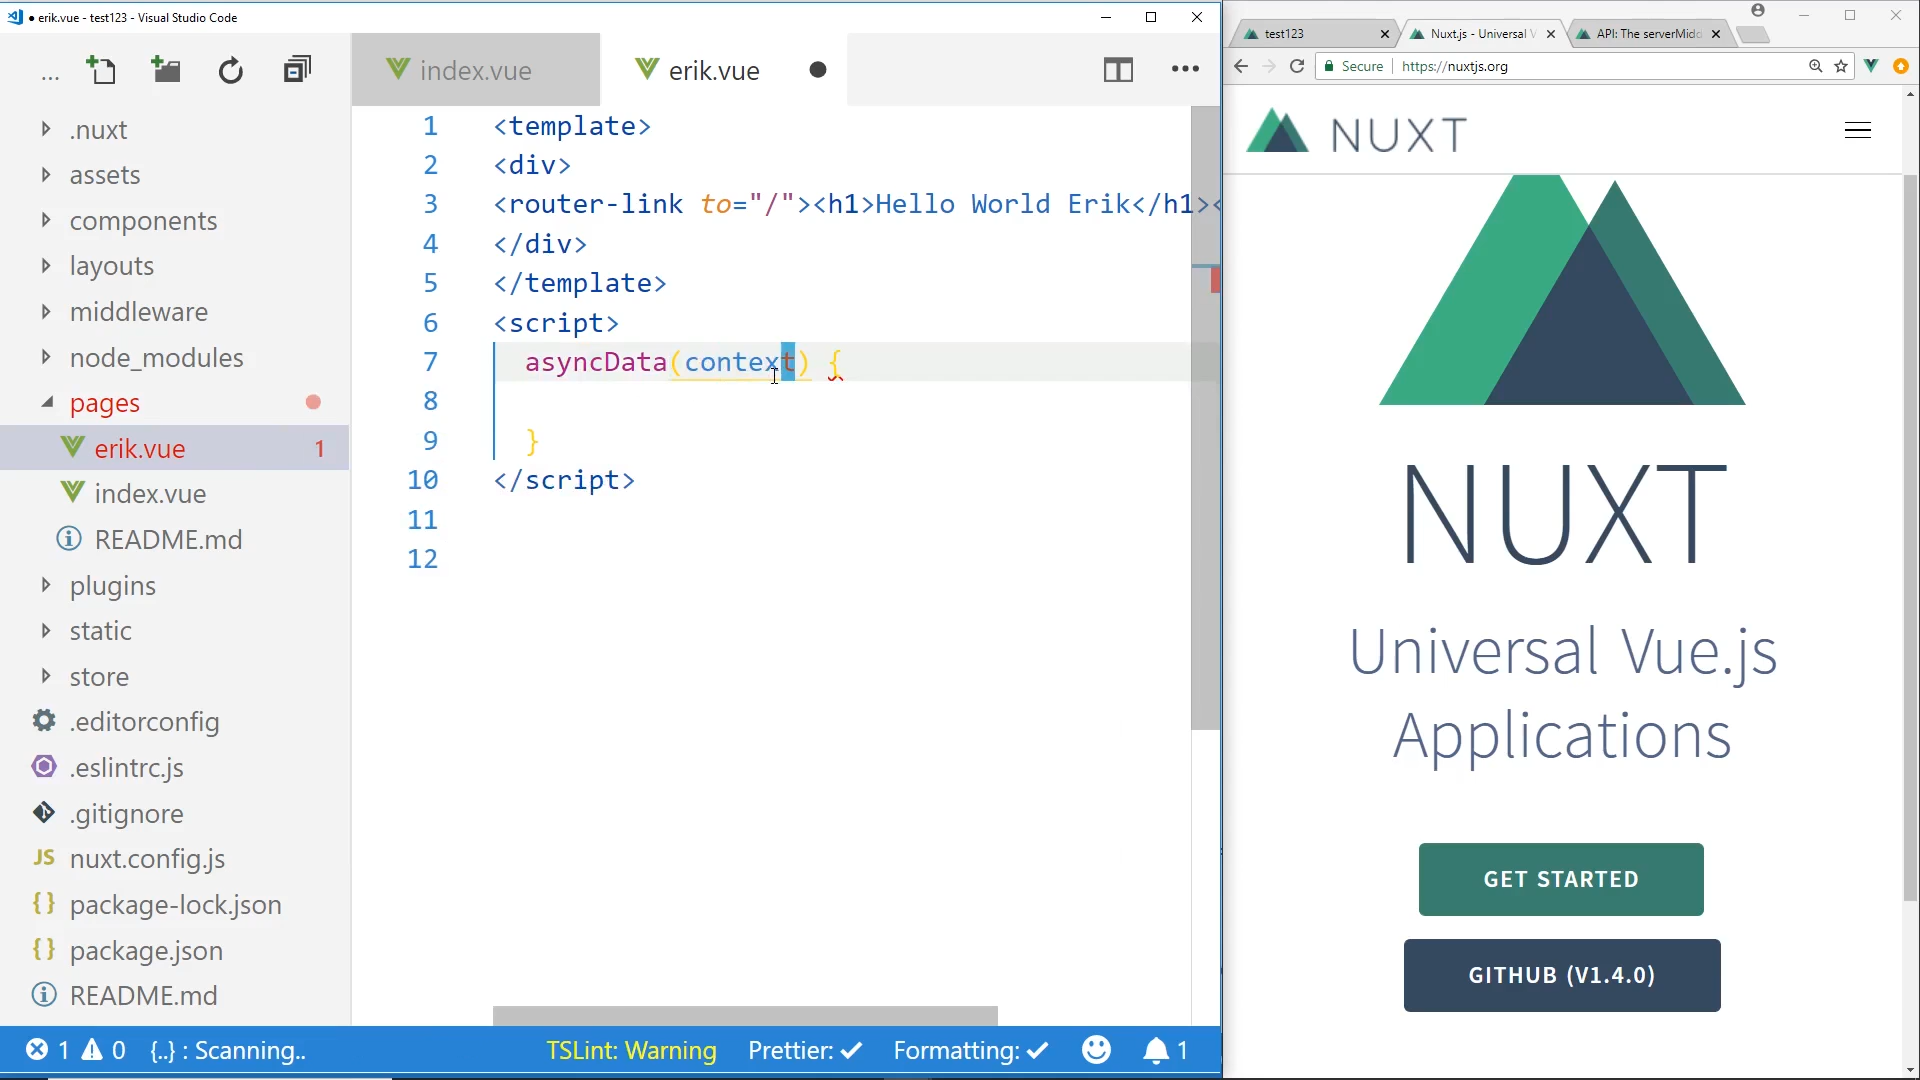 ● erik.vue - test123 - Visual Studio Code
...
index.vue
erik.vue ●
.nuxt
assets
components
layouts
middleware
node_modules
pages
erik.vue 1
index.vue
README.md
plugins
static
store
.editorconfig
.eslintrc.js
.gitignore
JS nuxt.config.js
{ } package-lock.json
{ } package.json
README.md
1 <template>
2 <div>
3 <router-link to="/"><h1>Hello World Erik</h1><
4 </div>
5 </template>
6 <script>
7 asyncData(context) {
8
9 }
10 </script>
11
12
1 0 {..} : Scanning..
TSLint: Warning Prettier: ✓ Formatting: ✓ 1
test123
Nuxt.js - Universal V
API: The serverMidd
Secure https://nuxtjs.org
NUXT
NUXT
Universal Vue.js
Applications
GET STARTED
GITHUB (V1.4.0)